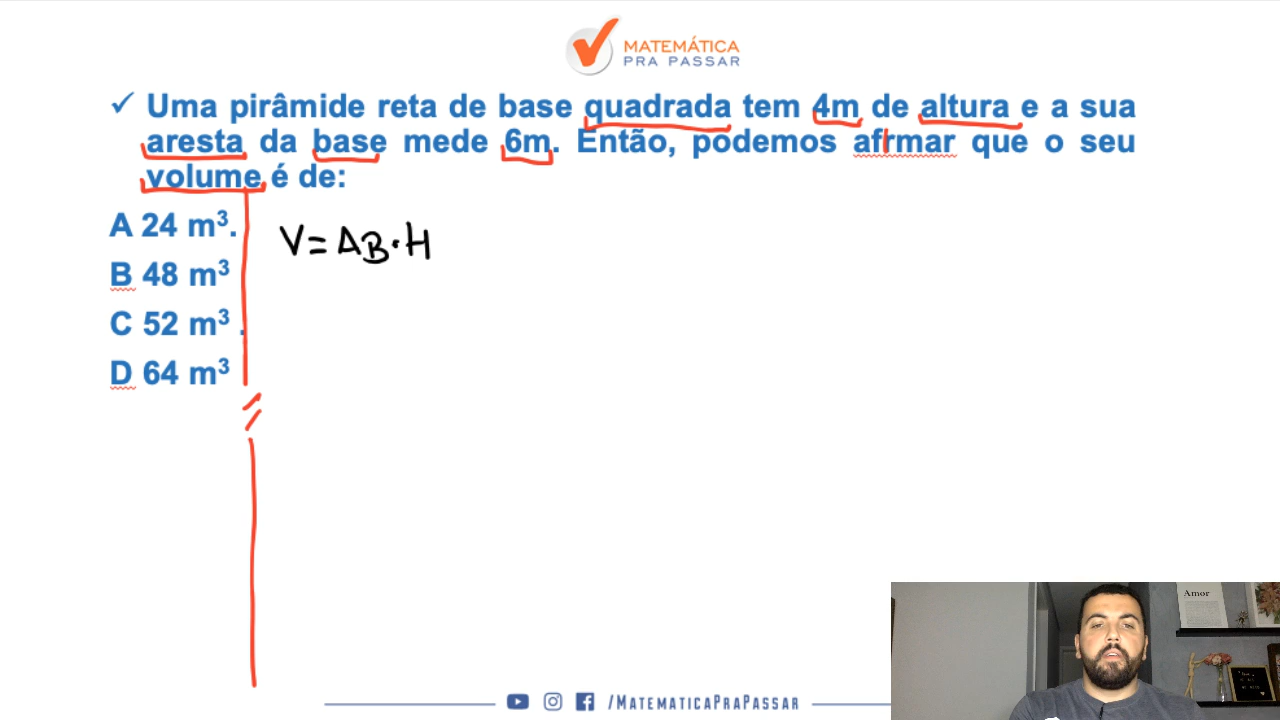 MATEMÁTICA
PRA PASSAR
✓ Uma pirâmide reta de base quadrada tem 4m de altura e a sua
aresta da base mede 6m. Então, podemos afrmar que o seu
volume é de:
A 24 m³.
V = AB · H
B 48 m³
C 52 m³ .
D 64 m³
Amor
/MATEMATICAPRAPASSAR